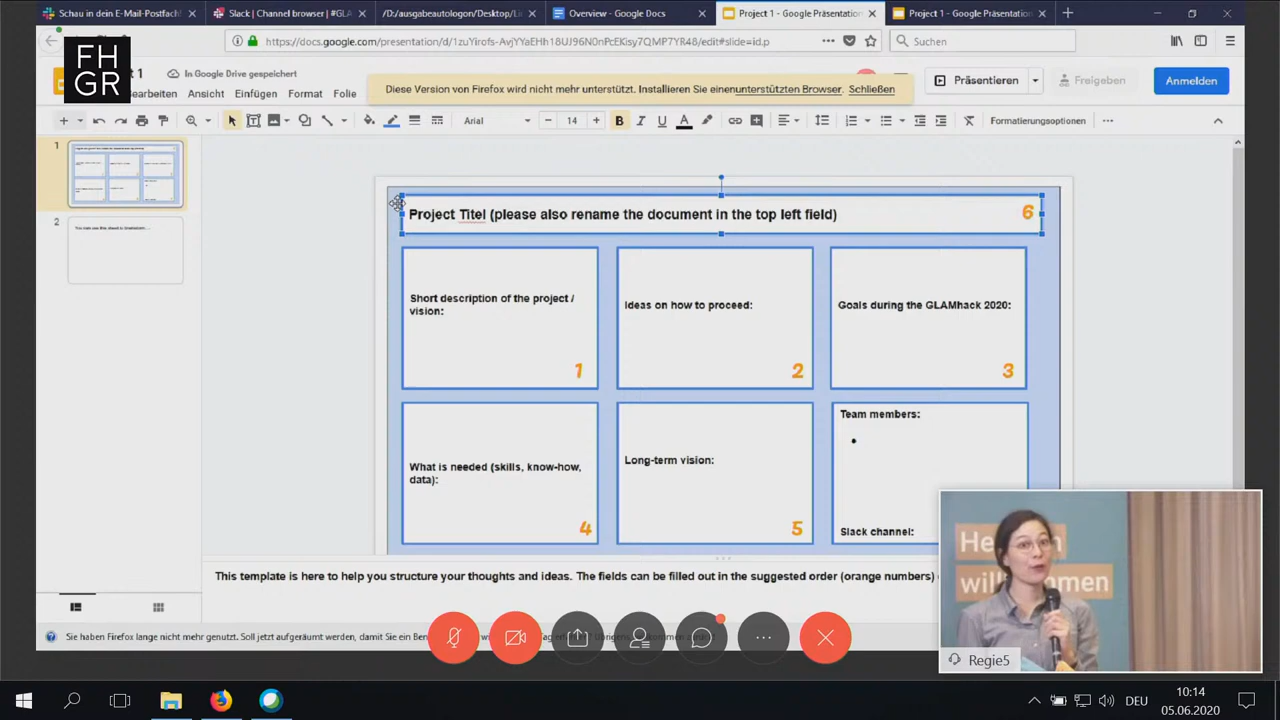 Schau in dein E-Mail-Postfach!
Slack | Channel browser | #GLA
/D:/ausgabeautologon/Desktop/Lin
Overview - Google Docs
Project 1 - Google Präsentation
Project 1 - Google Präsentation
https://docs.google.com/presentation/d/1zuYirofs-AvjYYaEHh18UJ96N0nPcEKisy7QMP7YR48/edit#slide=id.p
Suchen
FH
GR
t 1
In Google Drive gespeichert
Bearbeiten Ansicht Einfügen Format Folie
Diese Version von Firefox wird nicht mehr unterstützt. Installieren Sie einen unterstützten Browser. Schließen
Präsentieren
Freigeben
Anmelden
Arial
14
B I U A
Formatierungsoptionen
1
2
Project Titel (please also rename the document in the top left field)
6
Short description of the project /
vision:
1
Ideas on how to proceed:
2
Goals during the GLAMhack 2020:
3
What is needed (skills, know-how,
data):
4
Long-term vision:
5
Team members:
Slack channel:
This template is here to help you structure your thoughts and ideas. The fields can be filled out in the suggested order (orange numbers)
Sie haben Firefox lange nicht mehr genutzt. Soll jetzt aufgeräumt werden, damit Sie ein Ben
Regie5
DEU
10:14
05.06.2020